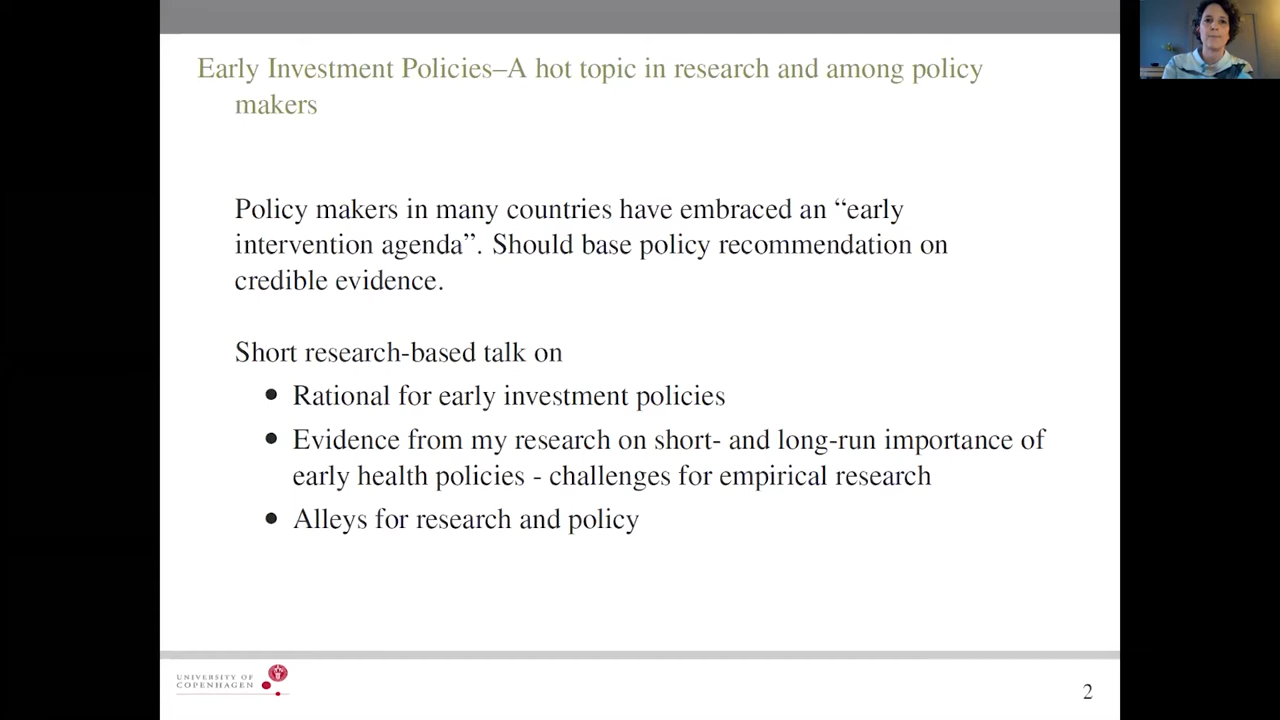 Early Investment Policies–A hot topic in research and among policy
makers
Policy makers in many countries have embraced an “early
intervention agenda”. Should base policy recommendation on
credible evidence.
Short research-based talk on
• Rational for early investment policies
• Evidence from my research on short- and long-run importance of
early health policies - challenges for empirical research
• Alleys for research and policy
UNIVERSITY OF
COPENHAGEN
2